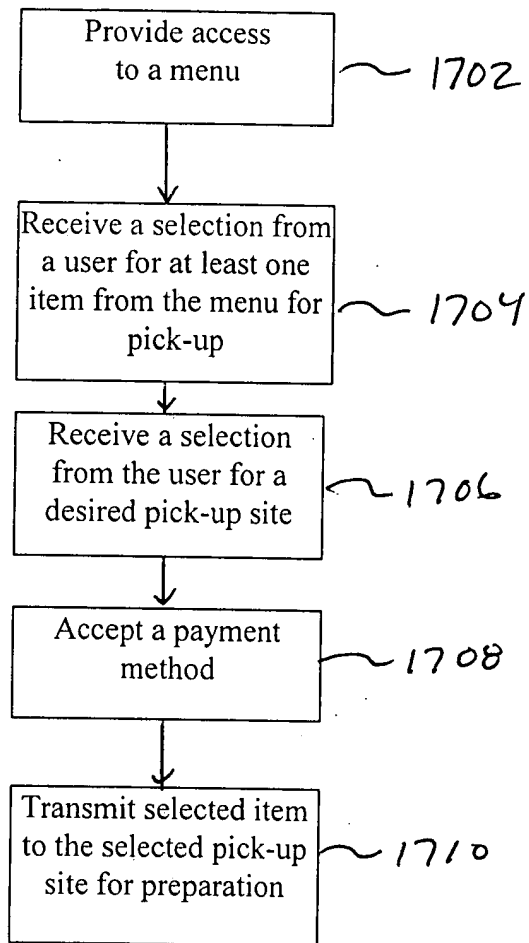 Provide access
to a menu
1702
Receive a selection from
a user for at least one
item from the menu for
pick-up
1704
Receive a selection
from the user for a
desired pick-up site
1706
Accept a payment
method
1708
Transmit selected item
to the selected pick-up
site for preparation
1710